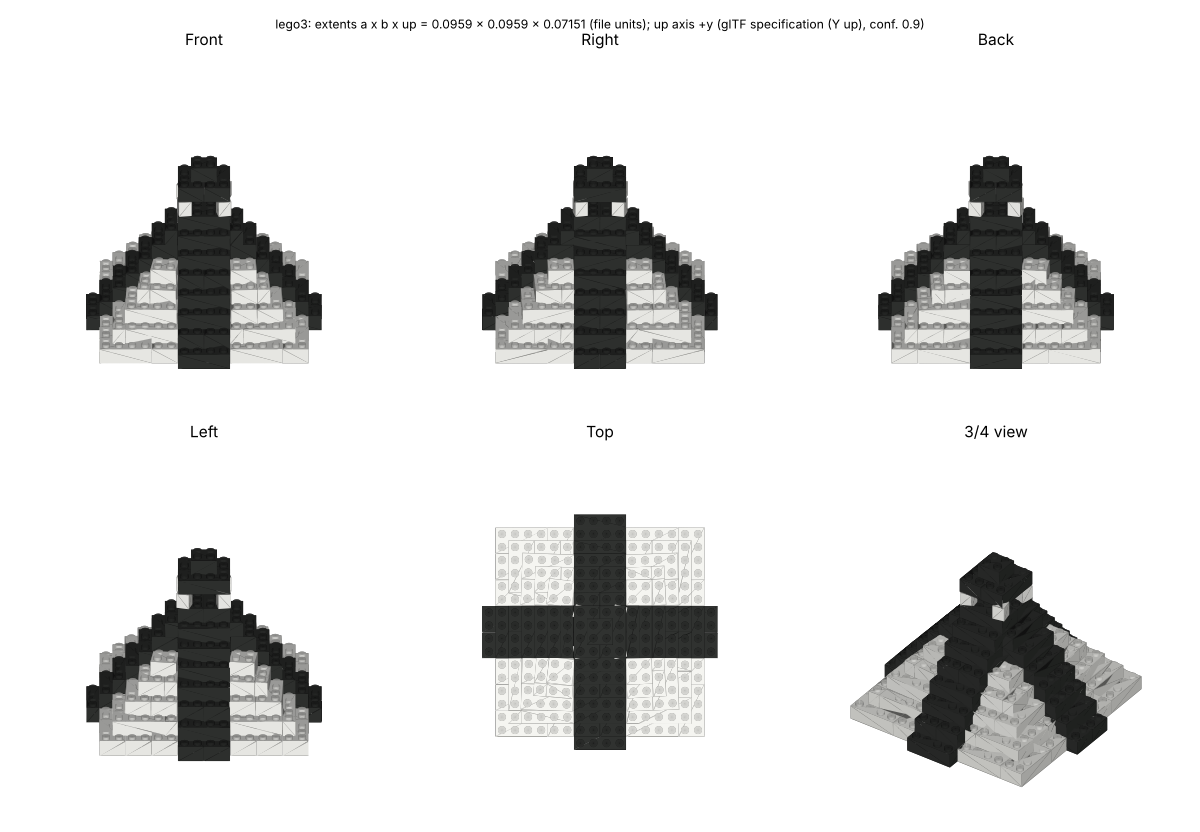 lego3: extents a x b x up = 0.0959 × 0.0959 × 0.07151 (file units); up axis +y (glTF specification (Y up), conf. 0.9)
Front
Right
Back
Left
Top
3/4 view